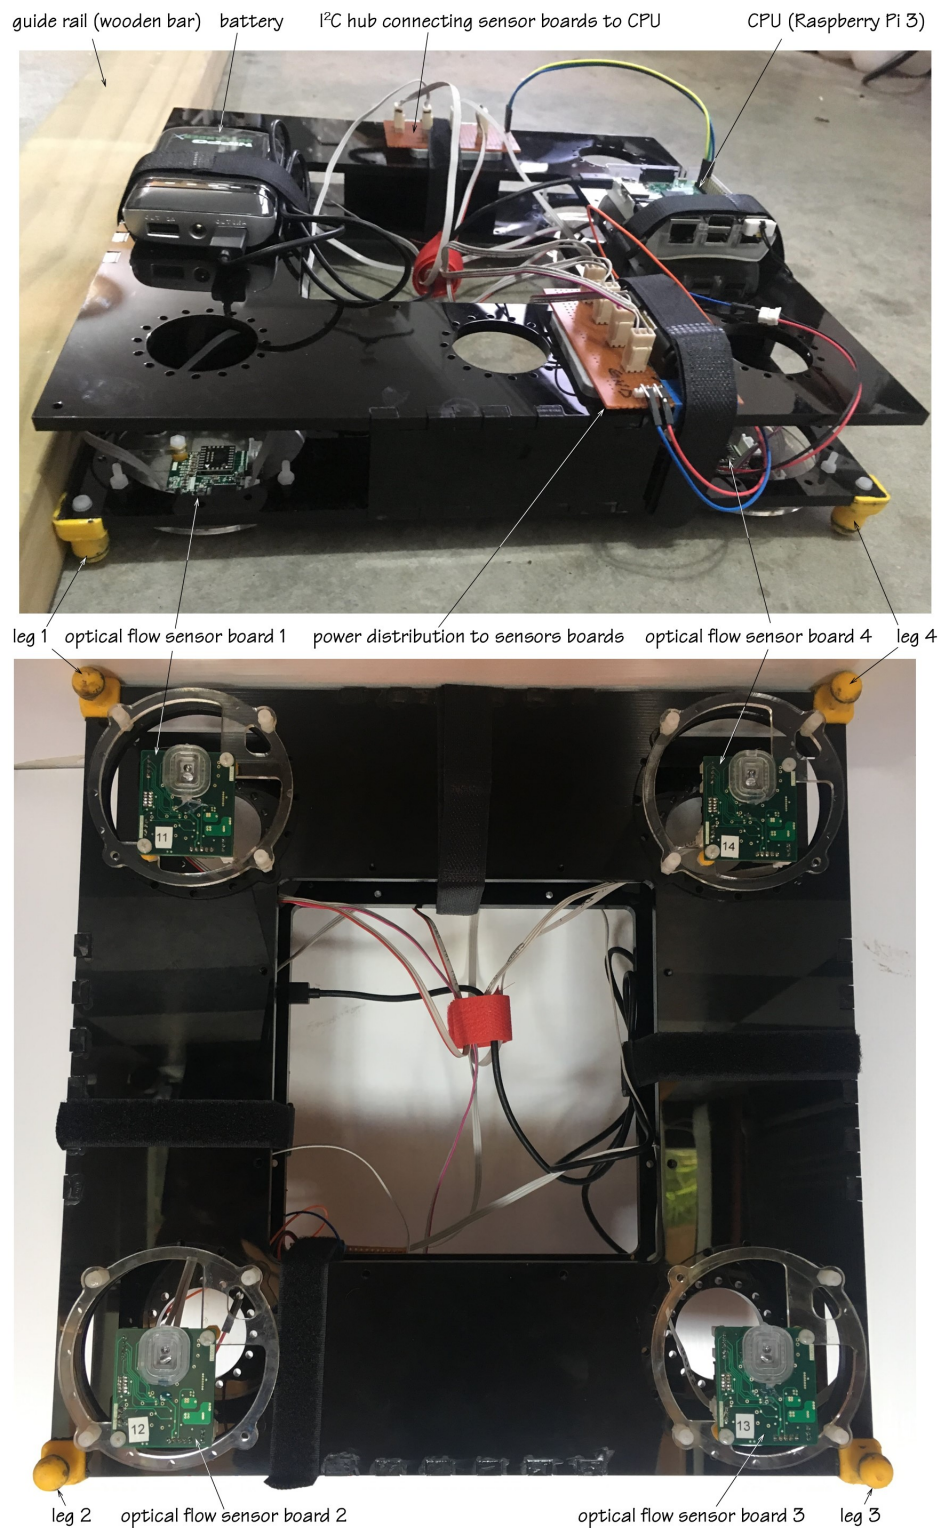 guide rail (wooden bar) battery I²C hub connecting sensor boards to CPU CPU (Raspberry Pi 3)
GND
leg 1 optical flow sensor board 1 power distribution to sensors boards optical flow sensor board 4 leg 4
11
14
12
13
leg 2 optical flow sensor board 2 optical flow sensor board 3 leg 3